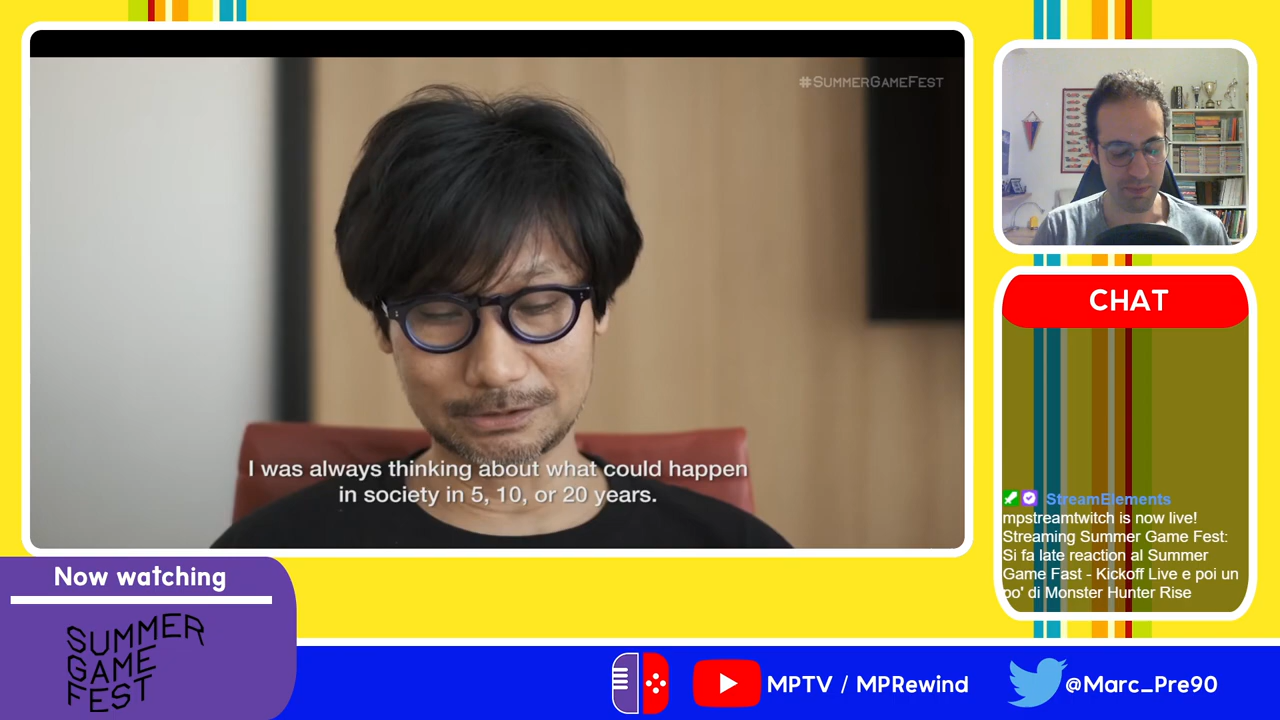 #SUMMERGAMEFEST
I was always thinking about what could happen
in society in 5, 10, or 20 years.
CHAT
StreamElements
mpstreamtwitch is now live!
Streaming Summer Game Fest:
Si fa late reaction al Summer
Game Fast - Kickoff Live e poi un
po' di Monster Hunter Rise
Now watching
SUMMER
GAME
FEST
MPTV / MPRewind
@Marc_Pre90